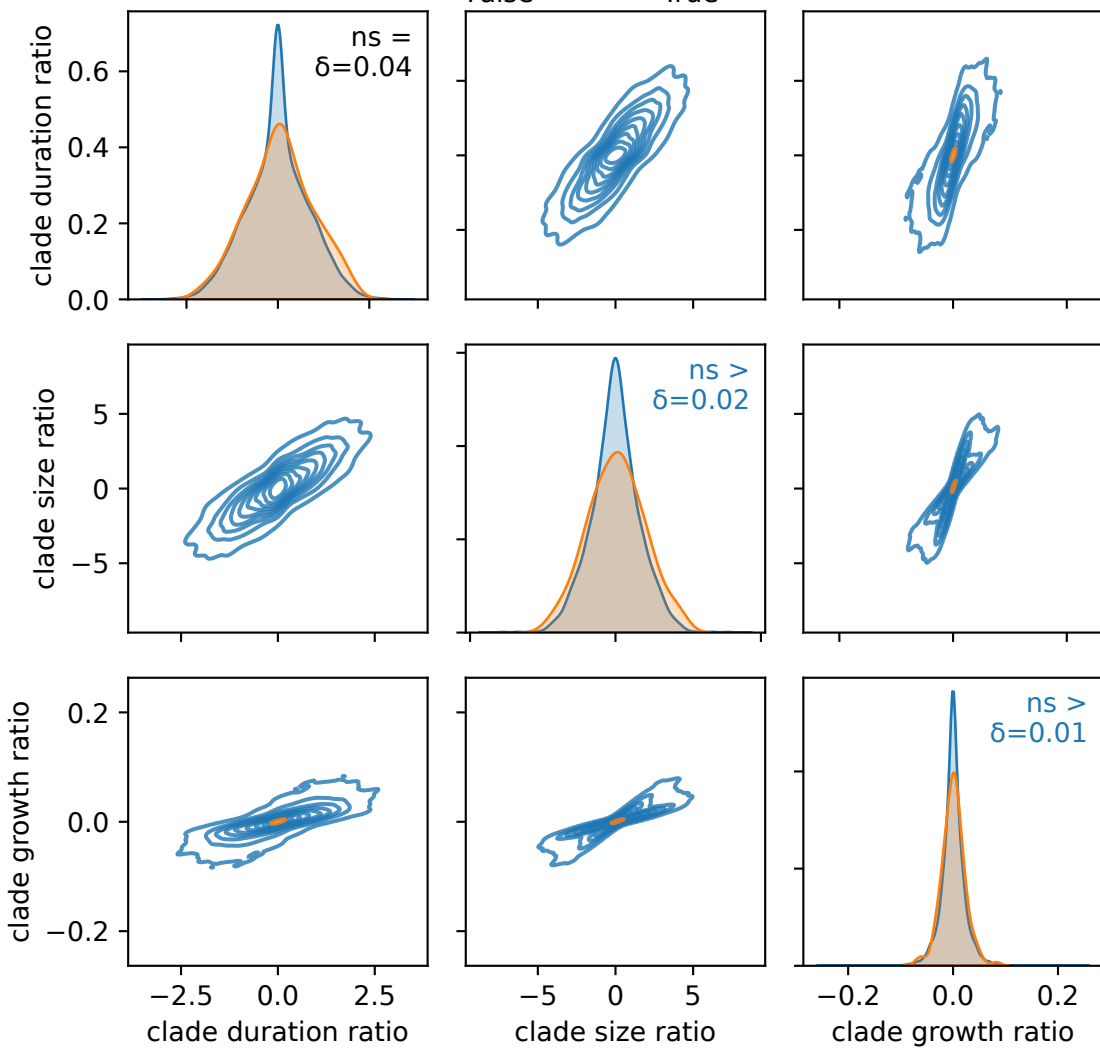 clade duration ratio
0.6
0.4
0.2
0.0
ns =
δ=0.04
clade size ratio
5
0
−5
ns >
δ=0.02
clade growth ratio
0.2
0.0
−0.2
ns >
δ=0.01
−2.5 0.0 2.5
−5 0 5
−0.2 0.0 0.2
clade duration ratio
clade size ratio
clade growth ratio